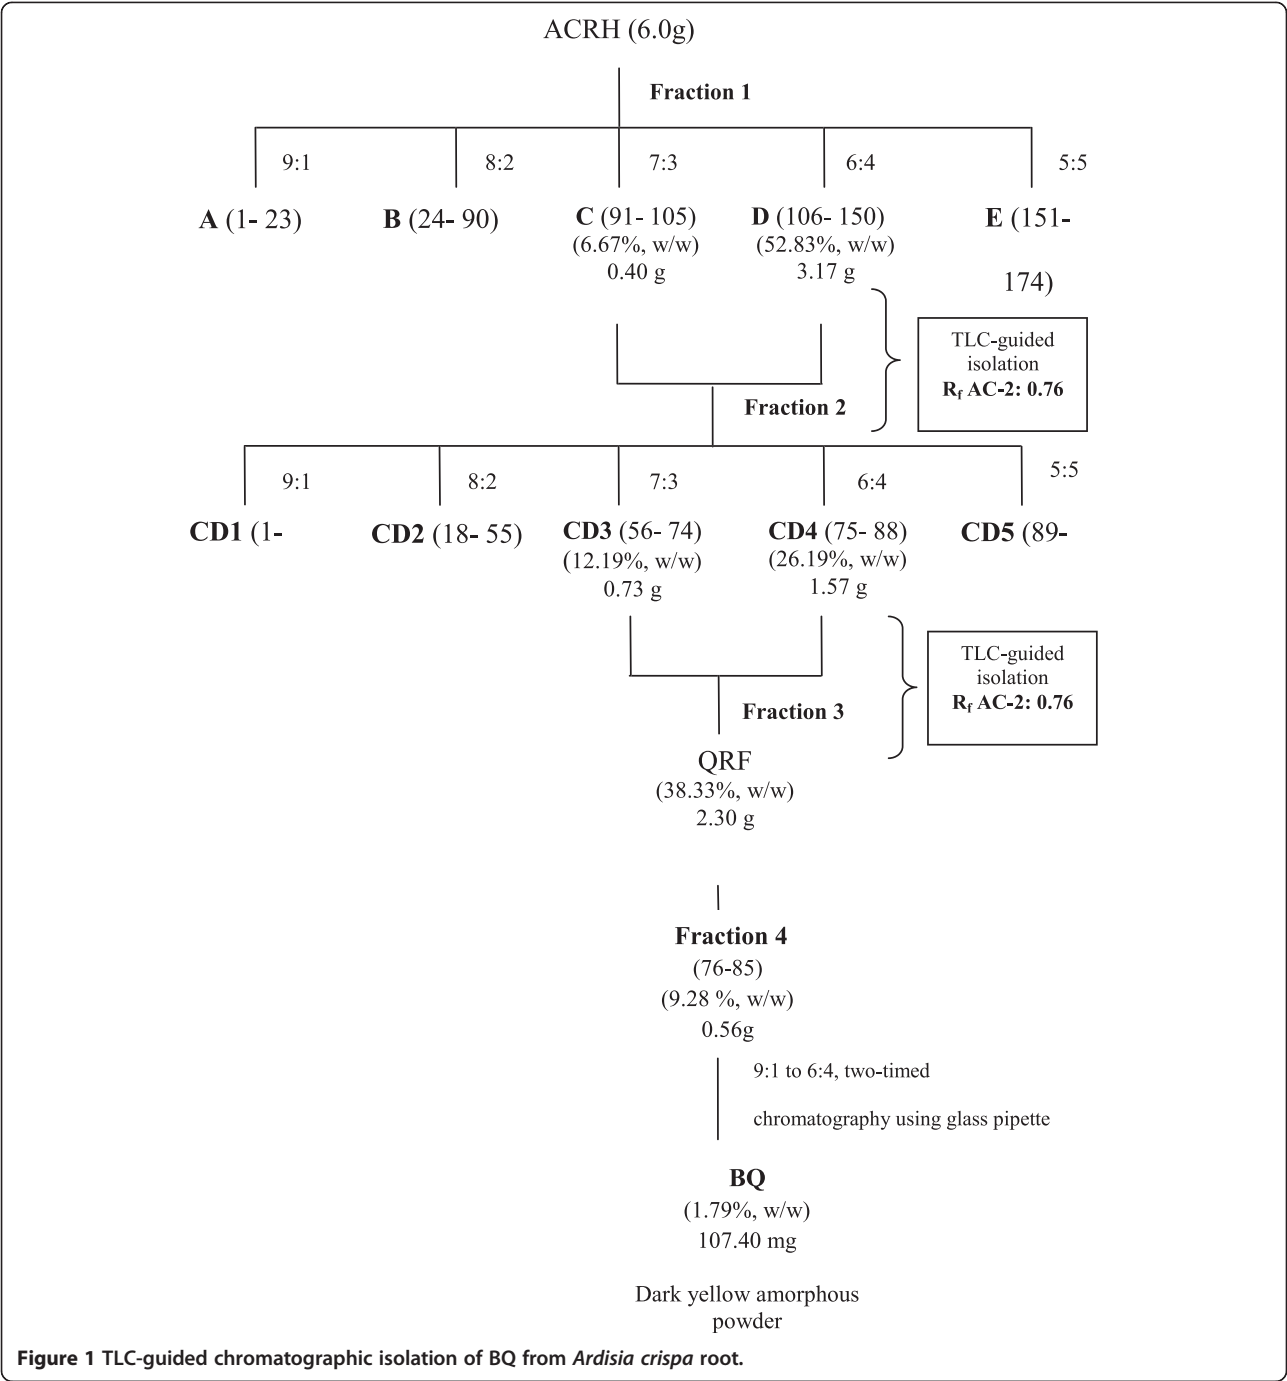 ACRH (6.0g)
Fraction 1
9:1
8:2
7:3
6:4
5:5
A (1- 23)
B (24- 90)
C (91- 105)
(6.67%, w/w)
0.40 g
D (106- 150)
(52.83%, w/w)
3.17 g
E (151-
174)
TLC-guided
isolation
Rf AC-2: 0.76
Fraction 2
9:1
8:2
7:3
6:4
5:5
CD1 (1-
CD2 (18- 55)
CD3 (56- 74)
(12.19%, w/w)
0.73 g
CD4 (75- 88)
(26.19%, w/w)
1.57 g
CD5 (89-
TLC-guided
isolation
Rf AC-2: 0.76
Fraction 3
QRF
(38.33%, w/w)
2.30 g
Fraction 4
(76-85)
(9.28 %, w/w)
0.56g
9:1 to 6:4, two-timed
chromatography using glass pipette
BQ
(1.79%, w/w)
107.40 mg
Dark yellow amorphous
powder
Figure 1 TLC-guided chromatographic isolation of BQ from Ardisia crispa root.